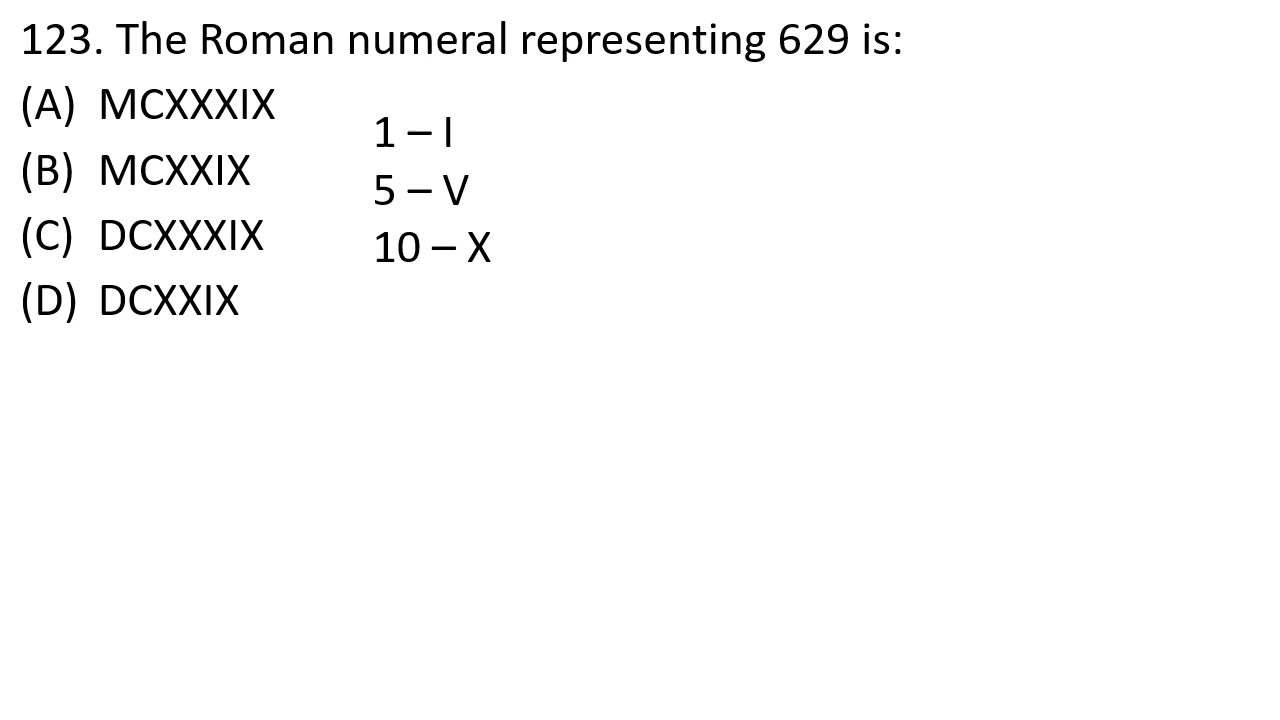 123. The Roman numeral representing 629 is:
(A) MCXXXIX
(B) MCXXIX
(C) DCXXXIX
(D) DCXXIX
1 – I
5 – V
10 – X